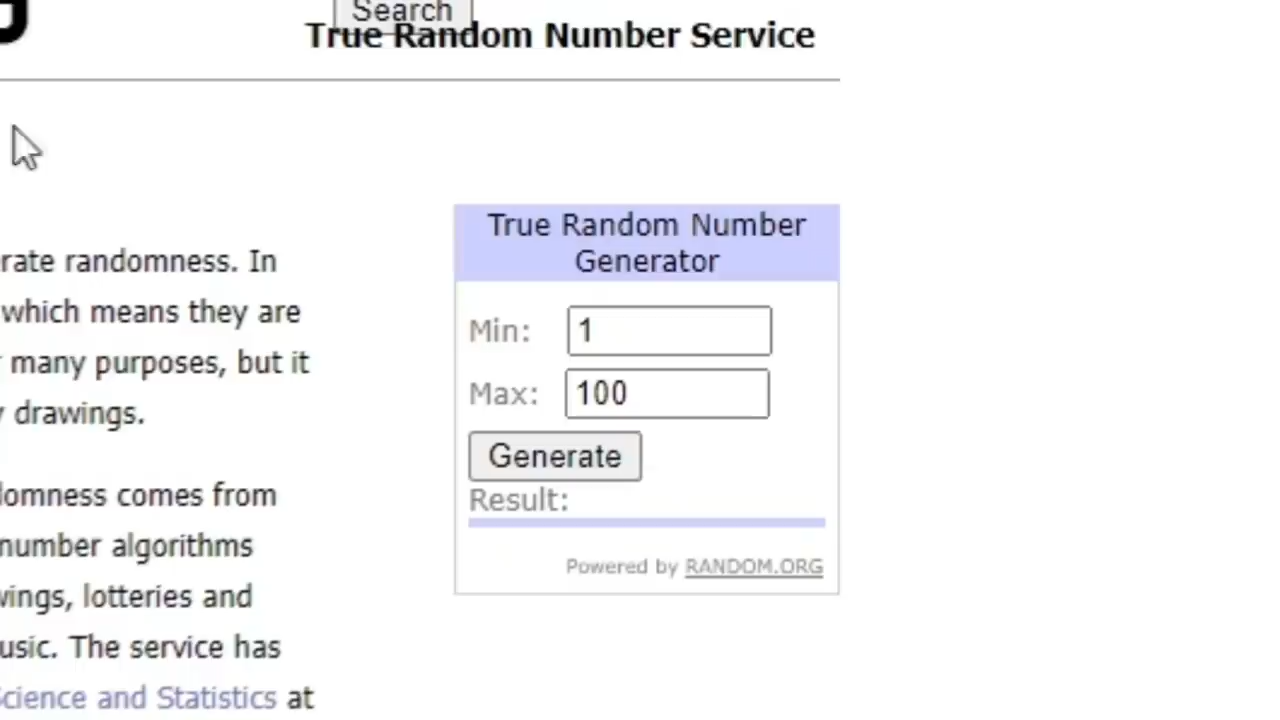 Search
True Random Number Service
True Random Number
Generator
Min: 1
Max: 100
Generate
Result:
Powered by RANDOM.ORG
rate randomness. In
which means they are
many purposes, but it
drawings.
domness comes from
number algorithms
wings, lotteries and
usic. The service has
Science and Statistics at